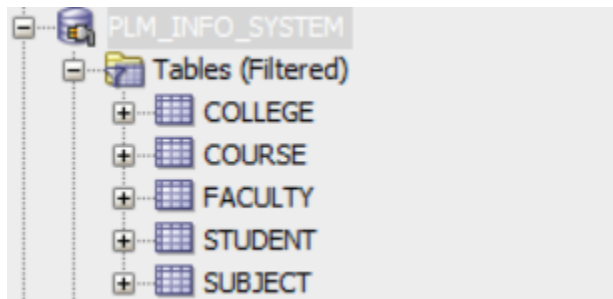 PLM_INFO_SYSTEM
Tables (Filtered)
COLLEGE
COURSE
FACULTY
STUDENT
SUBJECT